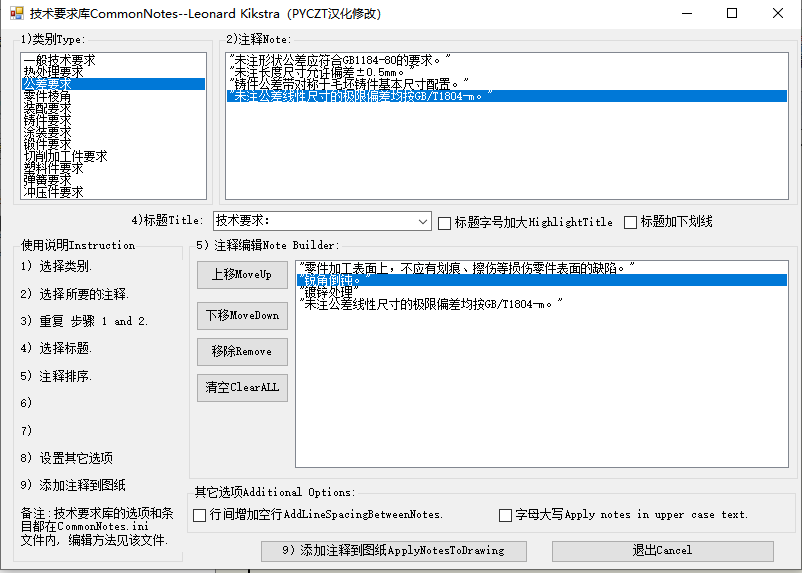 技术要求库CommonNotes--Leonard Kikstra (PYCZT汉化修改)
1)类别Type:
2)注释Note:
一般技术要求
热处理要求
公差要求
零件棱角
装配要求
铸件要求
涂装要求
锻件要求
切削加工件要求
塑料件要求
弹簧要求
冲压件要求
"未注形状公差应符合GB1184-80的要求。"
"未注长度尺寸允许偏差±0.5mm。"
"铸件公差带对称于毛坯铸件基本尺寸配置。"
"未注公差线性尺寸的极限偏差均按GB/T1804-m。"
4)标题Title:
技术要求:
标题字号加大HighlightTitle
标题加下划线
使用说明Instruction
1) 选择类别.
2) 选择所要的注释.
3) 重复 步骤 1 and 2.
4) 选择标题.
5) 注释排序.
6)
7)
8) 设置其它选项
9) 添加注释到图纸
备注:技术要求库的选项和条
目都在CommonNotes.ini
文件内, 编辑方法见该文件.
5) 注释编辑Note Builder:
上移MoveUp
下移MoveDown
移除Remove
清空ClearALL
"零件加工表面上，不应有划痕、擦伤等损伤零件表面的缺陷。"
"锐角倒钝。"
"镀锌处理"
"未注公差线性尺寸的极限偏差均按GB/T1804-m。"
其它选项Additional Options:
行间增加空行AddLineSpacingBetweenNotes.
字母大写Apply notes in upper case text.
9) 添加注释到图纸ApplyNotesToDrawing
退出Cancel